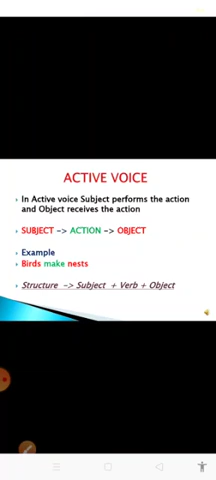 ACTIVE VOICE
In Active voice Subject performs the action
and Object receives the action
SUBJECT -> ACTION -> OBJECT
Example
Birds make nests
Structure -> Subject + Verb + Object